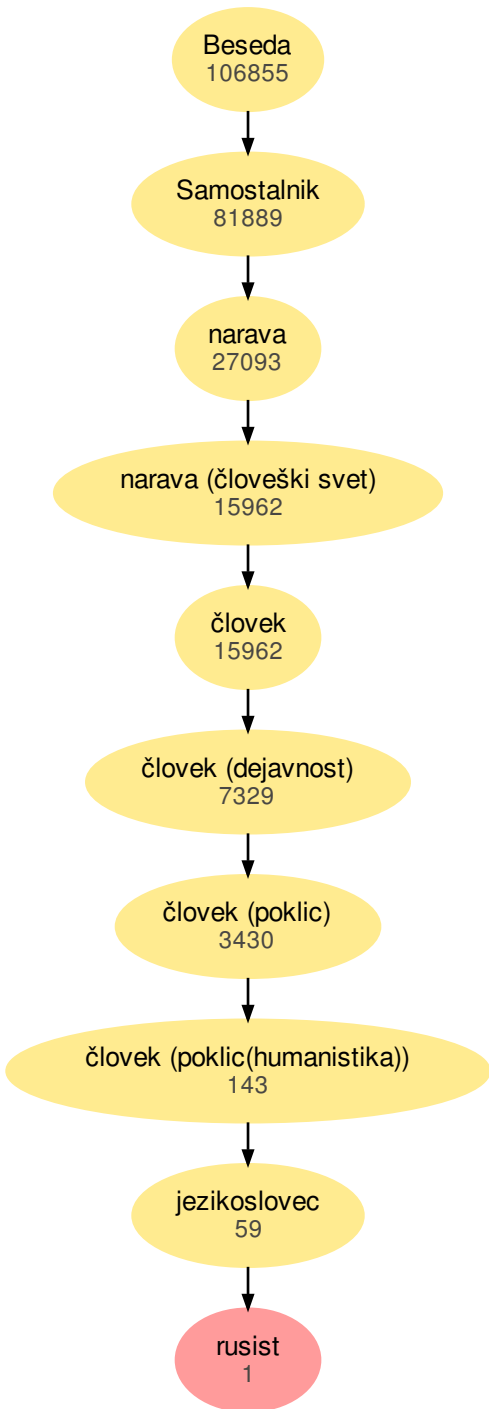 Beseda
106855
Samostalnik
81889
narava
27093
narava (človeški svet)
15962
človek
15962
človek (dejavnost)
7329
človek (poklic)
3430
človek (poklic(humanistika))
143
jezikoslovec
59
rusist
1